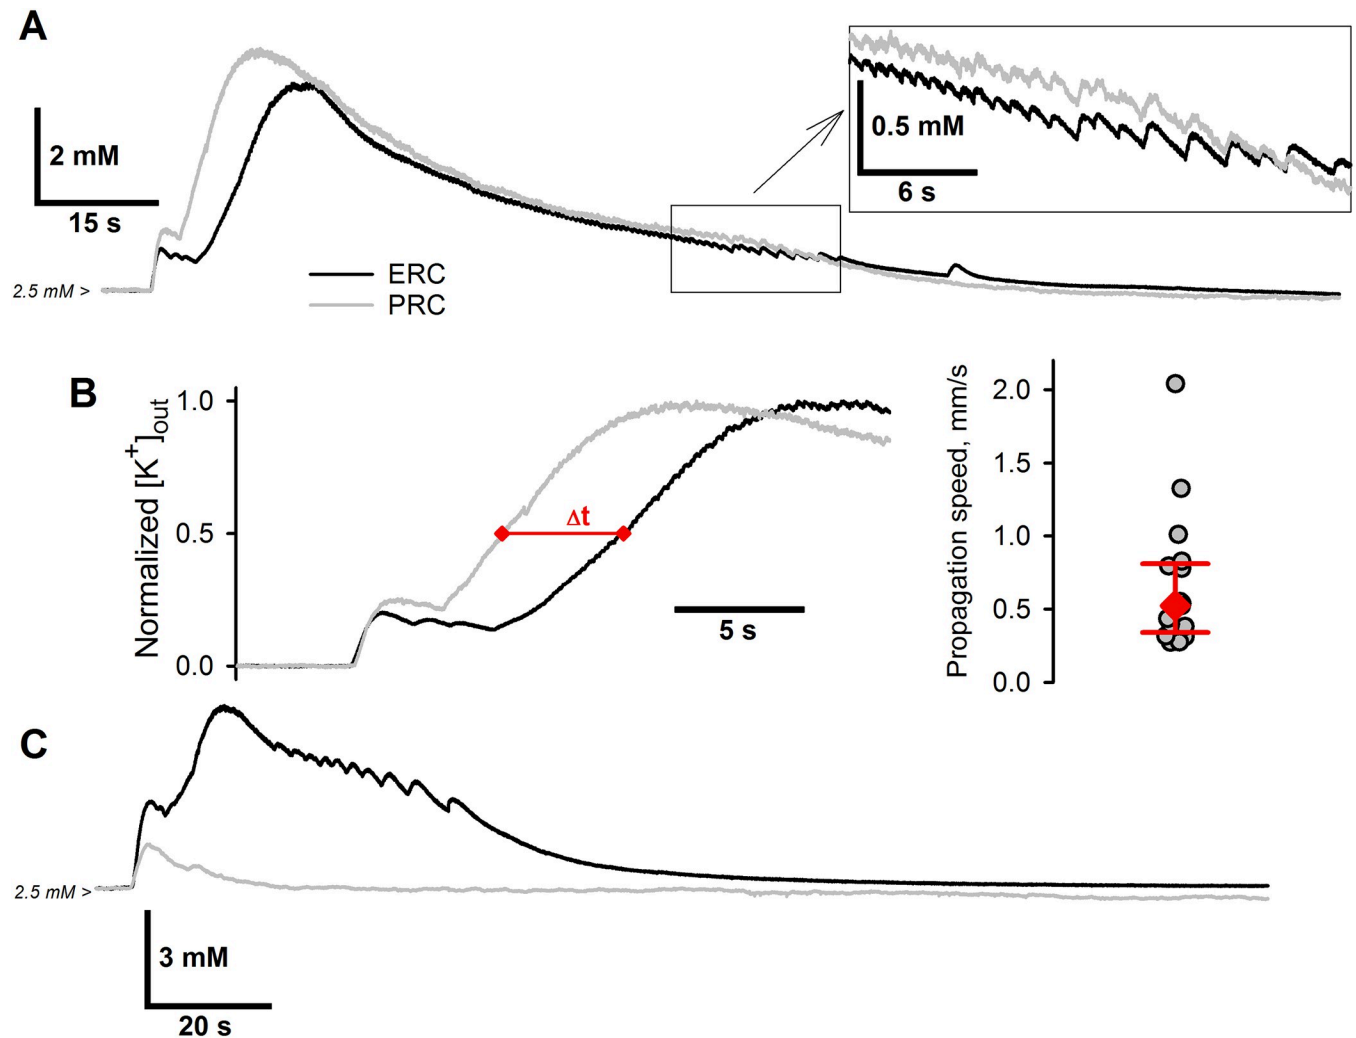 A
2 mM
15 s
2.5 mM >
ERC
PRC
0.5 mM
6 s
B
Normalized [K⁺]out
1.0
0.5
0.0
Δt
5 s
Propagation speed, mm/s
2.0
1.5
1.0
0.5
0.0
C
2.5 mM >
3 mM
20 s